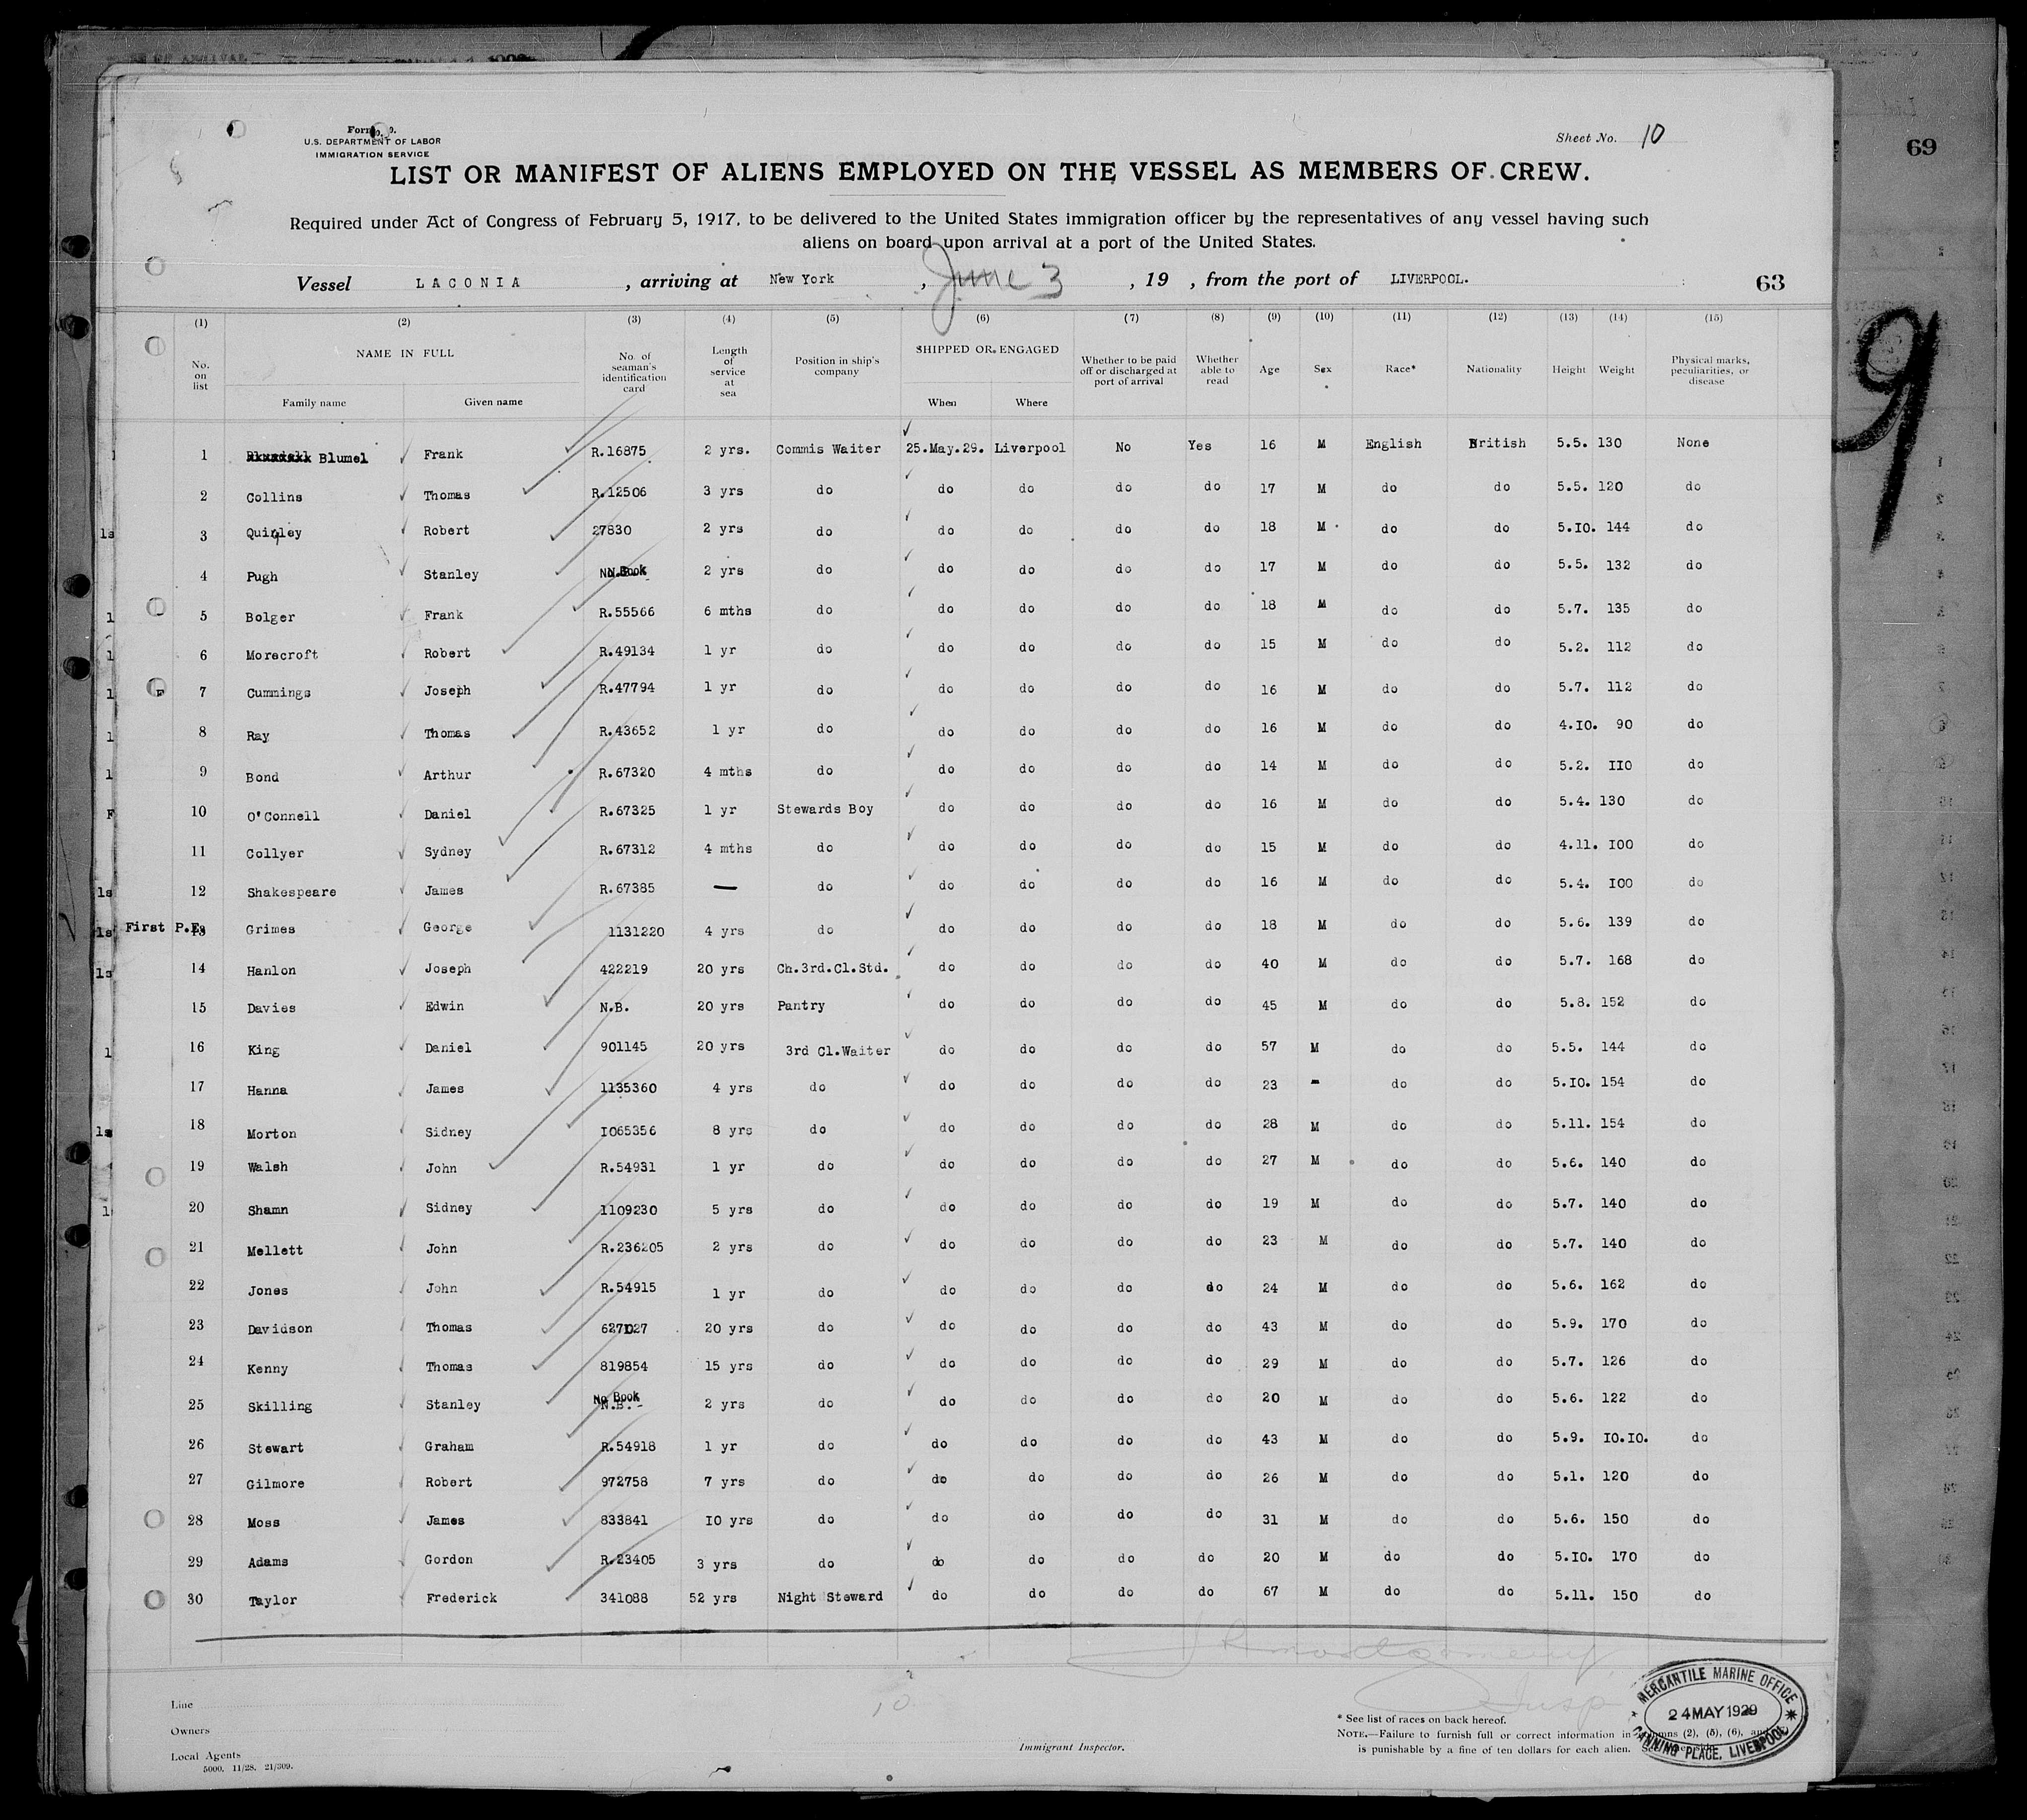 U.S. DEPARTMENT OF LABOR
IMMIGRATION SERVICE
Sheet No. 10
LIST OR MANIFEST OF ALIENS EMPLOYED ON THE VESSEL AS MEMBERS OF CREW.
Required under Act of Congress of February 5, 1917, to be delivered to the United States immigration officer by the representatives of any vessel having such
aliens on board upon arrival at a port of the United States.
Vessel LACONIA , arriving at New York , June 3 , 19 , from the port of LIVERPOOL. 63
69
9
(1) (2) (3) (4) (5) (6) (7) (8) (9) (10) (11) (12) (13) (14) (15)
No. on list NAME IN FULL Family name Given name No. of seaman's identification card Length of service at sea Position in ship's company SHIPPED OR ENGAGED When Where Whether to be paid off or discharged at port of arrival Whether able to read Age Sex Race* Nationality Height Weight Physical marks, peculiarities, or disease
1 Blumel Frank R.16875 2 yrs. Commis Waiter 25.May.29. Liverpool No Yes 16 M English British 5.5. 130 None
2 Collins Thomas R.12506 3 yrs do do do do do 17 M do do 5.5. 120 do
3 Quigley Robert 27830 2 yrs do do do do do 18 M do do 5.10. 144 do
4 Pugh Stanley No Book 2 yrs do do do do do 17 M do do 5.5. 132 do
5 Bolger Frank R.55566 6 mths do do do do do 18 M do do 5.7. 135 do
6 Morecroft Robert R.49134 1 yr do do do do do 15 M do do 5.2. 112 do
7 Cummings Joseph R.47794 1 yr do do do do do 16 M do do 5.7. 112 do
8 Ray Thomas R.43652 1 yr do do do do do 16 M do do 4.10. 90 do
9 Bond Arthur R.67320 4 mths do do do do do 14 M do do 5.2. 110 do
10 O'Connell Daniel R.67325 1 yr Stewards Boy do do do do 16 M do do 5.4. 130 do
11 Collyer Sydney R.67312 4 mths do do do do do 15 M do do 4.11. 100 do
12 Shakespeare James R.67385 — do do do do do 16 M do do 5.4. 100 do
First P.E. 13 Grimes George 1131220 4 yrs do do do do do 18 M do do 5.6. 139 do
14 Hanlon Joseph 422219 20 yrs Ch.3rd.Cl.Std. do do do do 40 M do do 5.7. 168 do
15 Davies Edwin N.B. 20 yrs Pantry do do do do 45 M do do 5.8. 152 do
16 King Daniel 901145 20 yrs 3rd Cl.Waiter do do do do 57 M do do 5.5. 144 do
17 Hanna James 1135360 4 yrs do do do do do 23 - do do 5.10. 154 do
18 Morton Sidney 1065356 8 yrs do do do do do 28 M do do 5.11. 154 do
19 Walsh John R.54931 1 yr do do do do do 27 M do do 5.6. 140 do
20 Shamn Sidney 1109230 5 yrs do do do do do 19 M do do 5.7. 140 do
21 Mellett John R.236205 2 yrs do do do do do 23 M do do 5.7. 140 do
22 Jones John R.54915 1 yr do do do do do 24 M do do 5.6. 162 do
23 Davidson Thomas 627027 20 yrs do do do do do 43 M do do 5.9. 170 do
24 Kenny Thomas 819854 15 yrs do do do do do 29 M do do 5.7. 126 do
25 Skilling Stanley No Book N.B. - 2 yrs do do do do do 20 M do do 5.6. 122 do
26 Stewart Graham R.54918 1 yr do do do do do 43 M do do 5.9. 10.10. do
27 Gilmore Robert 972758 7 yrs do do do do do 26 M do do 5.1. 120 do
28 Moss James 833841 10 yrs do do do do do 31 M do do 5.6. 150 do
29 Adams Gordon R.23405 3 yrs do do do do do 20 M do do 5.10. 170 do
30 Taylor Frederick 341088 52 yrs Night Steward do do do do 67 M do do 5.11. 150 do
J R Montgomery
Insp
10
Line
Owners
Local Agents
5000. 11/28. 21/309.
Immigrant Inspector.
* See list of races on back hereof.
NOTE.—Failure to furnish full or correct information in (2), (5), (6),
is punishable by a fine of ten dollars for each alien.
MERCANTILE MARINE OFFICE
24 MAY 1929
CANNING PLACE, LIVERPOOL